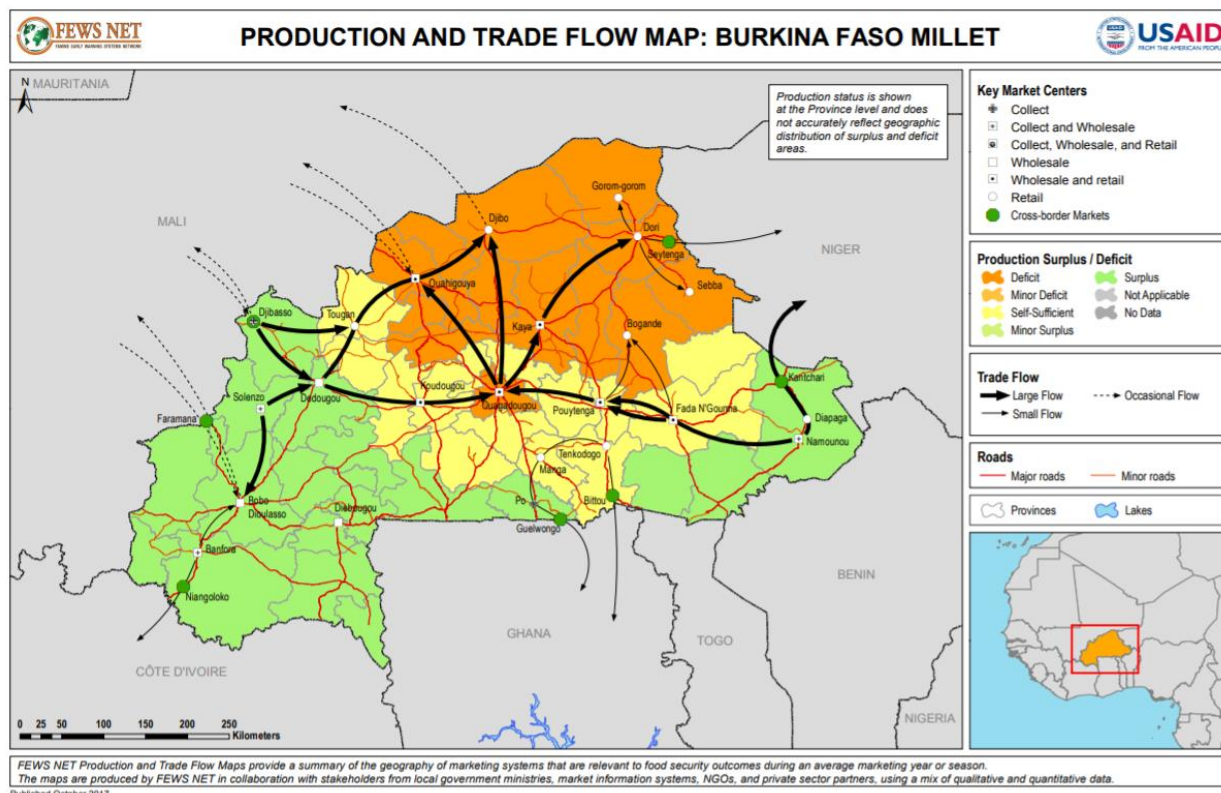 FEWS NET
FAMINE EARLY WARNING SYSTEMS NETWORK
PRODUCTION AND TRADE FLOW MAP: BURKINA FASO MILLET
USAID
FROM THE AMERICAN PEOPLE
N
MAURITANIA
Production status is shown
at the Province level and does
not accurately reflect geographic
distribution of surplus and deficit
areas.
MALI
NIGER
Gorom-gorom
Djibo
Dori
Seytenga
Ouahigouya
Sebba
Djibasso
Tougan
Kaya
Bogande
Kantchari
Solenzo
Dedougou
Koudougou
Ouagadougou
Pouytenga
Fada N'Gourma
Diapaga
Faramana
Namounou
Tenkodogo
Manga
Bobo
Dioulasso
Diebougou
Po
Bittou
Guelwongo
Banfora
Niangoloko
BENIN
GHANA
TOGO
CÔTE D'IVOIRE
NIGERIA
0 25 50 100 150 200 250
Kilometers
Key Market Centers
Collect
Collect and Wholesale
Collect, Wholesale, and Retail
Wholesale
Wholesale and retail
Retail
Cross-border Markets
Production Surplus / Deficit
Deficit
Surplus
Minor Deficit
Not Applicable
Self-Sufficient
No Data
Minor Surplus
Trade Flow
Large Flow
Occasional Flow
Small Flow
Roads
Major roads
Minor roads
Provinces
Lakes
FEWS NET Production and Trade Flow Maps provide a summary of the geography of marketing systems that are relevant to food security outcomes during an average marketing year or season.
The maps are produced by FEWS NET in collaboration with stakeholders from local government ministries, market information systems, NGOs, and private sector partners, using a mix of qualitative and quantitative data.